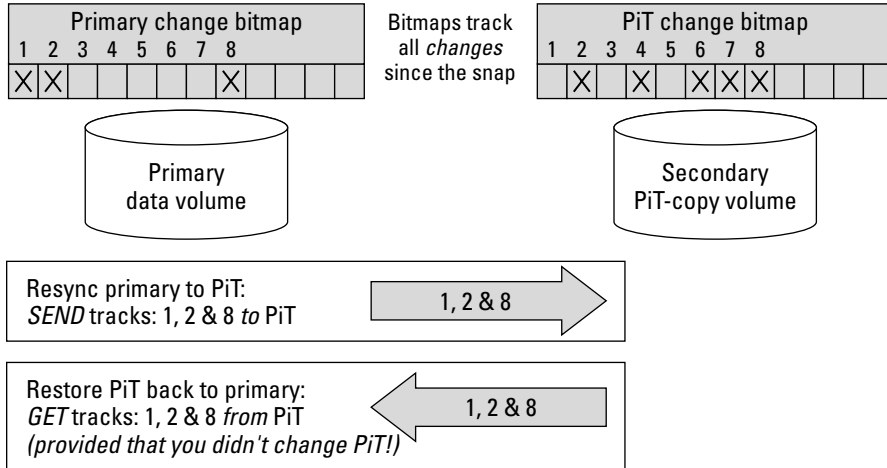 Primary change bitmap
1 2 3 4 5 6 7 8
X X X
Bitmaps track
all changes
since the snap
PiT change bitmap
1 2 3 4 5 6 7 8
X X X X X
Primary
data volume
Secondary
PiT-copy volume
Resync primary to PiT:
SEND tracks: 1, 2 & 8 to PiT
1, 2 & 8
Restore PiT back to primary:
GET tracks: 1, 2 & 8 from PiT
(provided that you didn't change PiT!)
1, 2 & 8